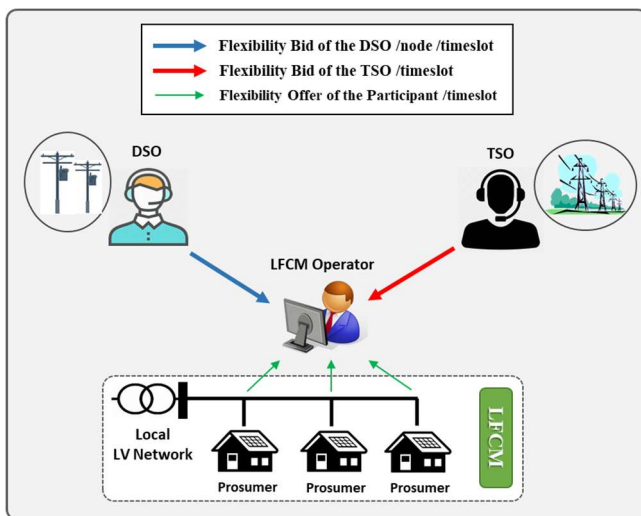 Flexibility Bid of the DSO /node /timeslot
Flexibility Bid of the TSO /timeslot
Flexibility Offer of the Participant /timeslot
DSO
TSO
LFCM Operator
Local
LV Network
Prosumer
Prosumer
Prosumer
LFCM